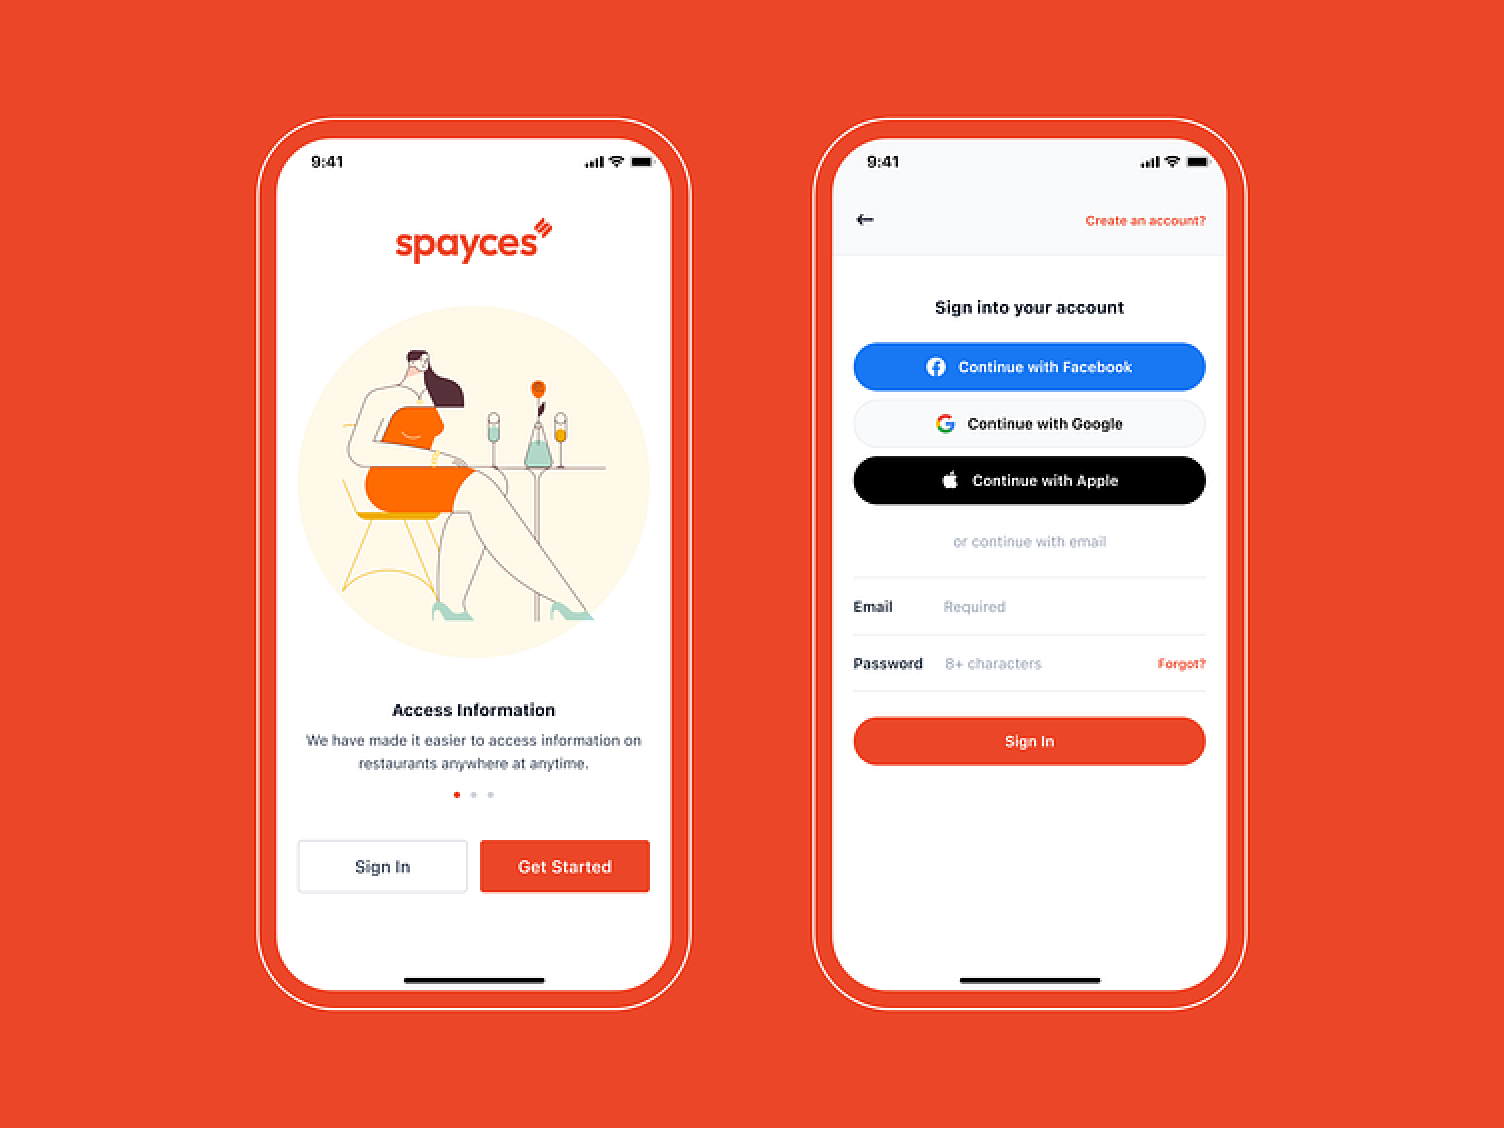 9:41
spayces
Access Information
We have made it easier to access information on
restaurants anywhere at anytime.
Sign In
Get Started
9:41
Create an account?
Sign into your account
Continue with Facebook
Continue with Google
Continue with Apple
or continue with email
Email Required
Password 8+ characters Forgot?
Sign In